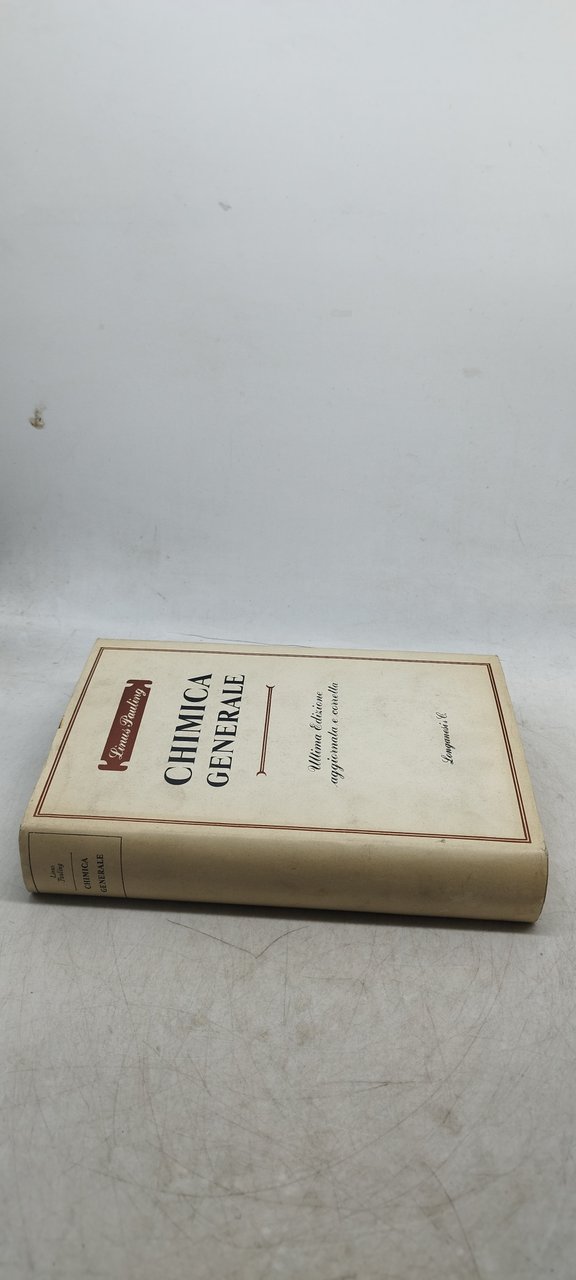 Linus Pauling
CHIMICA
GENERALE
Ultima Edizione
aggiornata e corretta
Longanesi & C.
Linus
Pauling
CHIMICA
GENERALE